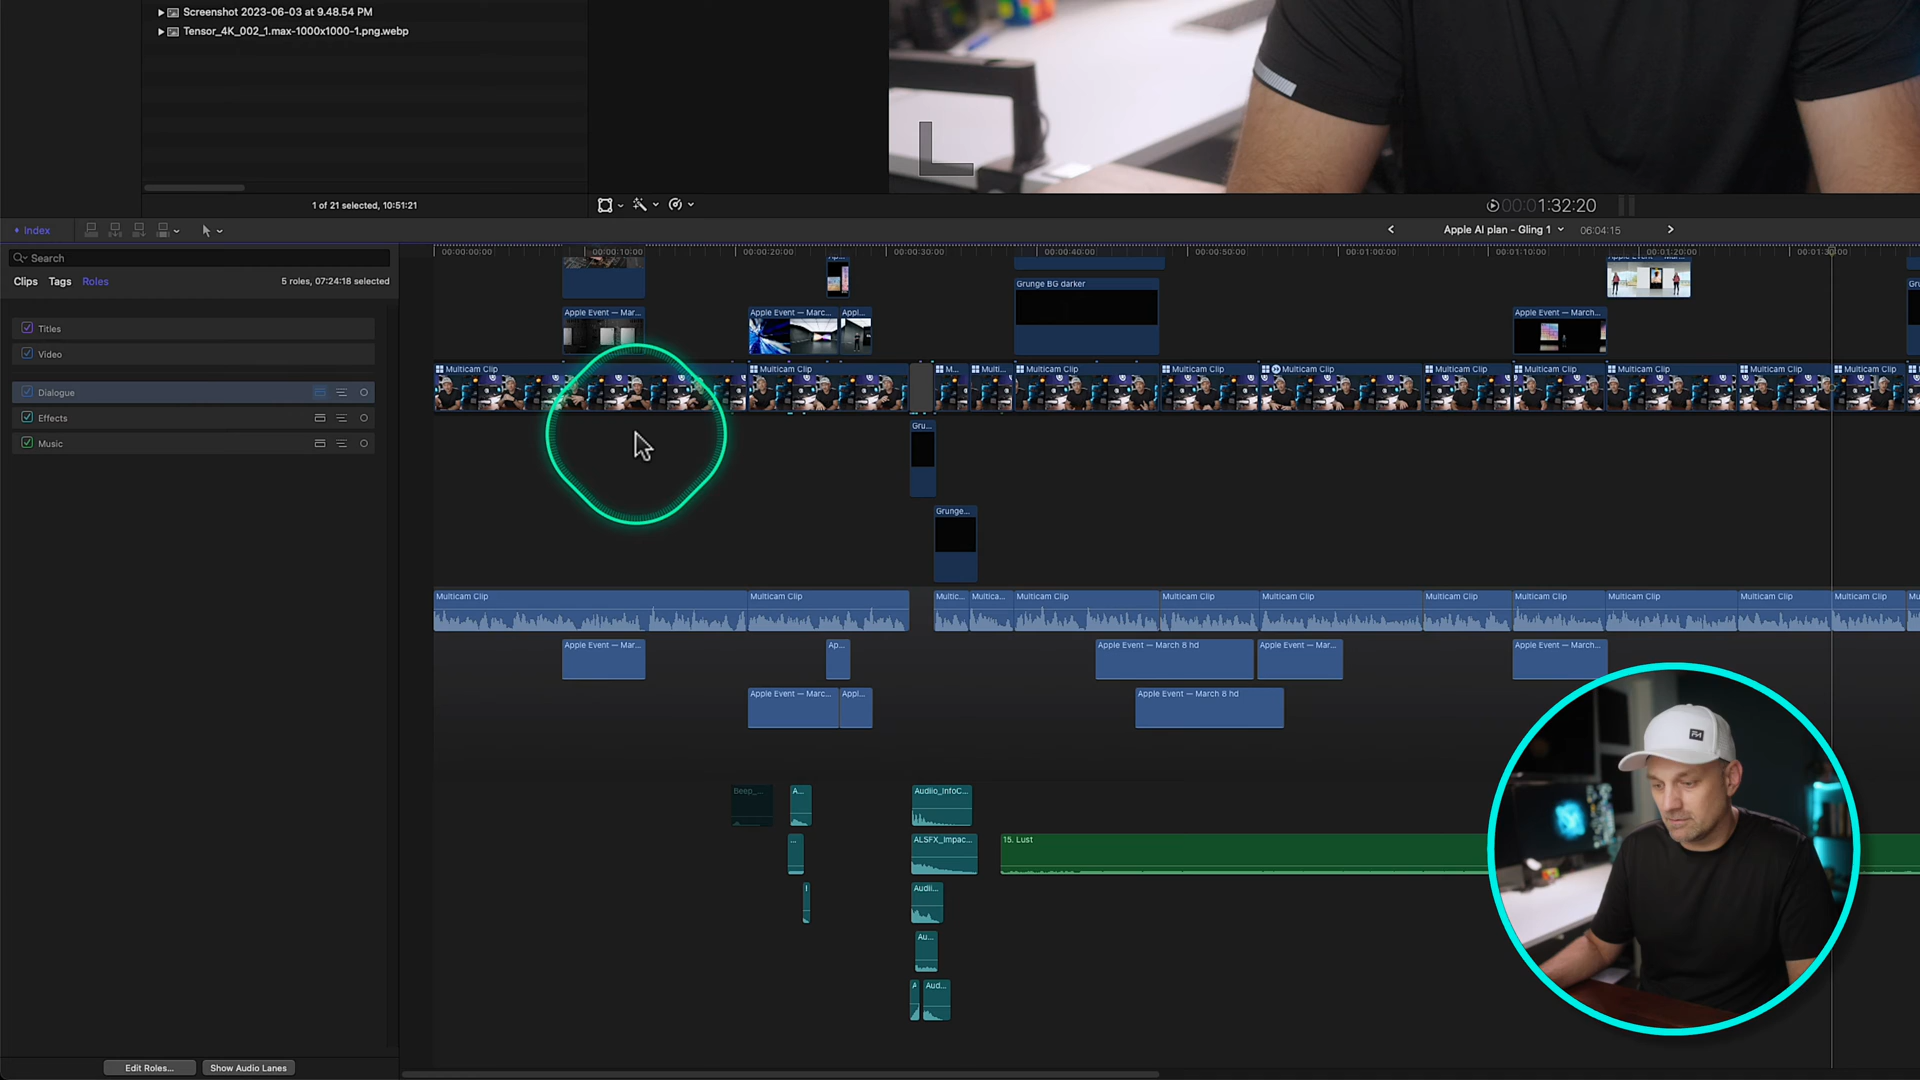 Screenshot 2023-06-03 at 9.48.54 PM
Tensor_4K_002_1.max-1000x1000-1.png.webp
1 of 21 selected, 10:51:21
00:00:1:32:20
Index
Apple AI plan - Gling 1
06:04:15
Search
Clips Tags Roles
5 roles, 07:24:18 selected
Titles
Video
Dialogue
Effects
Music
00:00:00:00 00:00:10:00 00:00:20:00 00:00:30:00 00:00:40:00 00:00:50:00 00:01:00:00 00:01:10:00 00:01:20:00
Grunge BG darker
Apple Event — Mar... Apple Event — Marc... Appl... Apple Event — March...
Multicam Clip Multicam Clip M... Multi... Multicam Clip Multicam Clip Multicam Clip Multicam Clip Multicam Clip Multicam Clip Multicam Clip Multicam Clip
Gru...
Grunge...
Multicam Clip Multicam Clip Multic... Multica... Multicam Clip Multicam Clip Multicam Clip Multicam Clip Multicam Clip Multicam Clip Multicam Clip Multicam Clip Mu
Apple Event — Mar... Ap... Apple Event — March 8 hd Apple Event — Mar... Apple Event — March...
Apple Event — Marc... Appl... Apple Event — March 8 hd
Beep_... A... Audiio_InfoC...
... ALSFX_Impac... 15. Lust
Audii...
Au...
A Aud...
Edit Roles... Show Audio Lanes